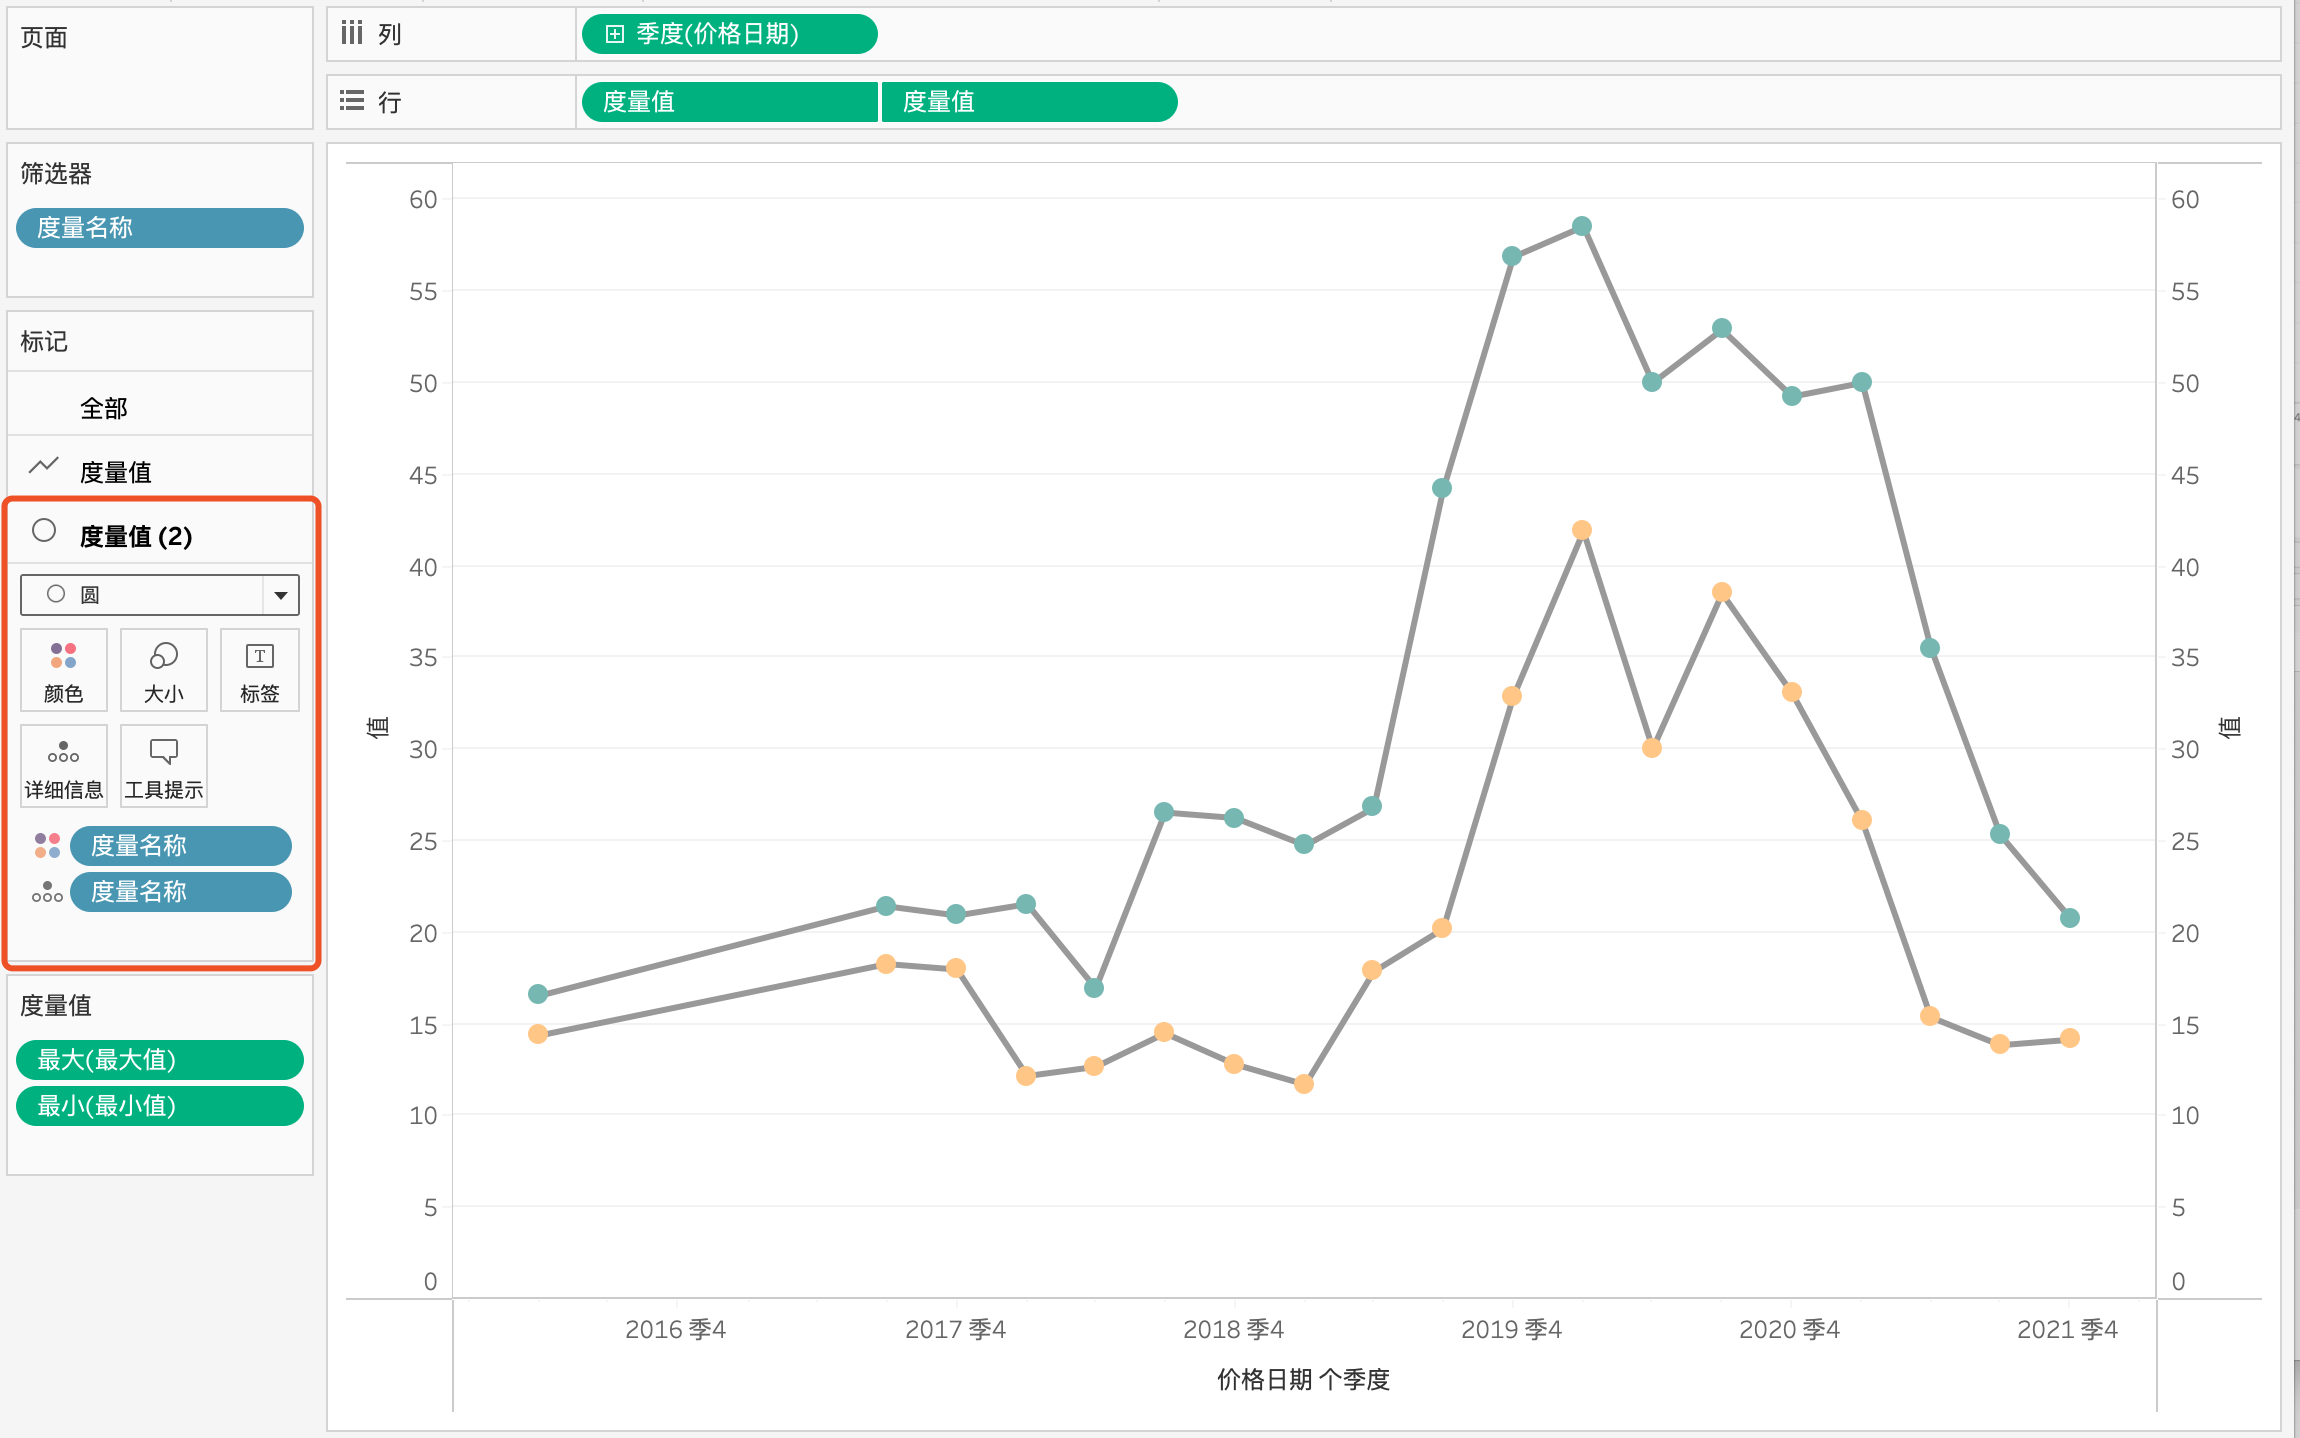 页面
列
季度(价格日期)
行
度量值
度量值
筛选器
度量名称
标记
全部
度量值
度量值 (2)
圆
颜色
大小
T
标签
详细信息
工具提示
度量名称
度量名称
度量值
最大(最大值)
最小(最小值)
60
55
50
45
40
35
30
25
20
15
10
5
0
值
60
55
50
45
40
35
30
25
20
15
10
5
0
值
2016 季4
2017 季4
2018 季4
2019 季4
2020 季4
2021 季4
价格日期 个季度